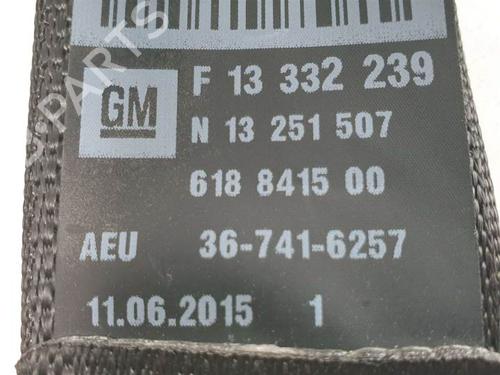 F 13 332 239
GM
N 13 251 507
618 8415 00
AEU 36-741-6257
11.06.2015 1